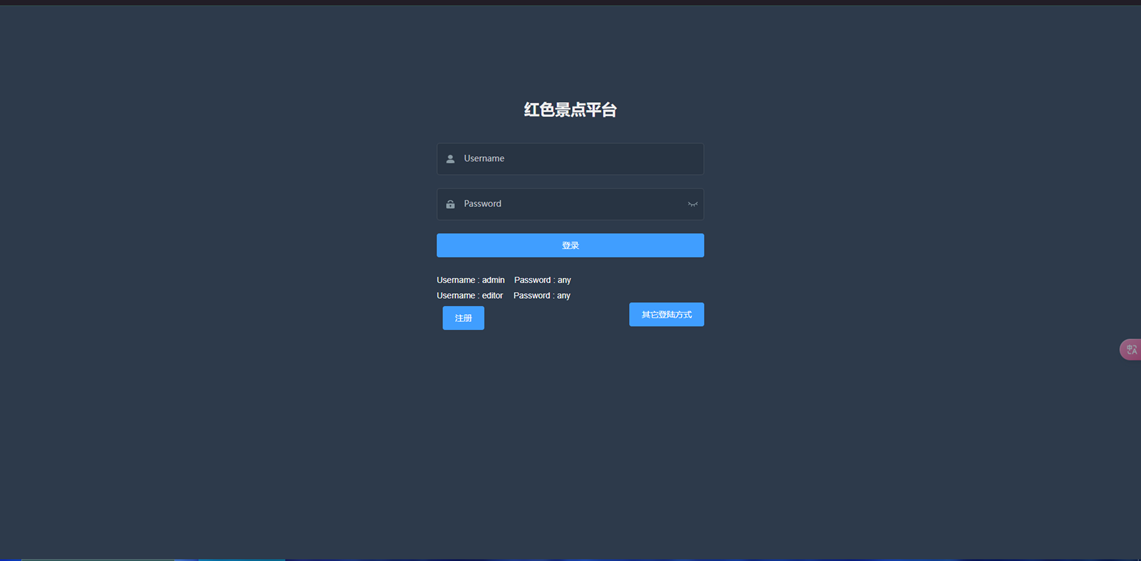 红色景点平台
Username
Password
登录
Username : admin Password : any
Username : editor Password : any
注册 其它登陆方式